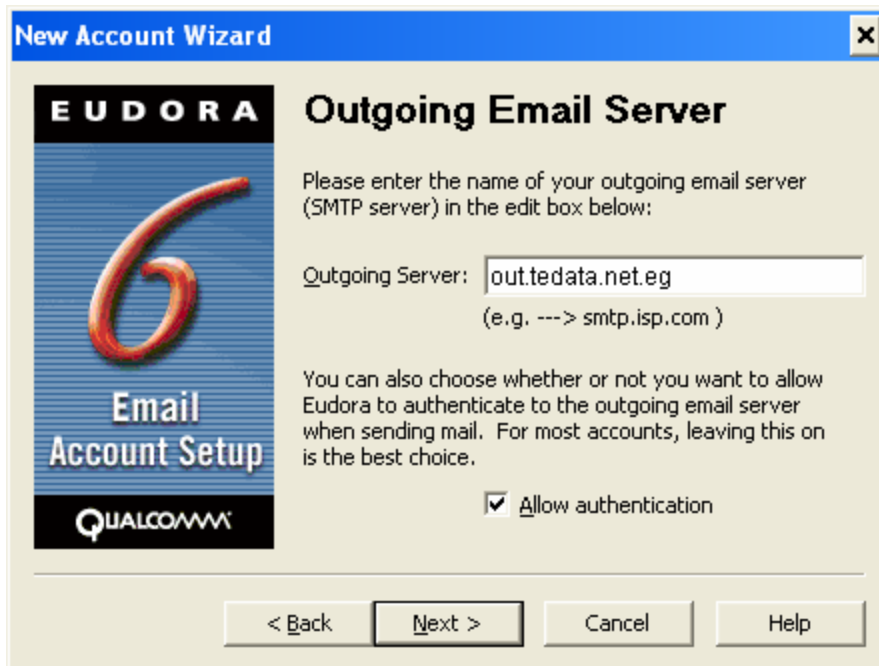 New Account Wizard
EUDORA
6
Email
Account Setup
QUALCOMM
Outgoing Email Server
Please enter the name of your outgoing email server
(SMTP server) in the edit box below:
Outgoing Server: out.tedata.net.eg
(e.g. ---> smtp.isp.com )
You can also choose whether or not you want to allow
Eudora to authenticate to the outgoing email server
when sending mail.  For most accounts, leaving this on
is the best choice.
Allow authentication
< Back Next > Cancel Help